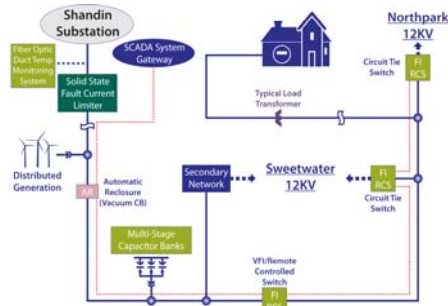 Shandin
Substation
Fiber Optic
Duct Temp
Monitoring
System
SCADA System
Gateway
Solid State
Fault Current
Limiter
Northpark
12KV
Circuit Tie
Switch
FI
RCS
Typical Load
Transformer
Distributed
Generation
AR
Automatic
Reclosure
(Vacuum CB)
Secondary
Network
Sweetwater
12KV
FI
RCS
Circuit Tie
Switch
Multi-Stage
Capacitor Banks
VFI/Remote
Controlled
Switch
FI